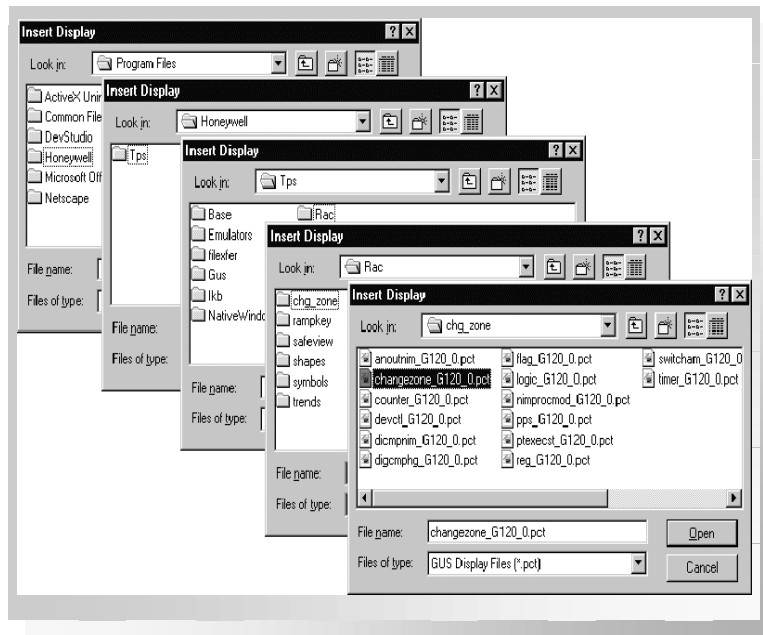 Insert Display
Look in: Program Files
ActiveX
Common File
DevStudio
Honeywell
Microsoft Off
Netscape
File name:
Files of type:
Insert Display
Look in: Honeywell
Tps
File name:
Files of type:
Insert Display
Look in: Tps
Base
Emulators
filexfer
Gus
lkb
NativeWindo
Rac
File name:
Files of type:
Insert Display
Look in: Rac
chg_zone
rampkey
safeview
shapes
symbols
trends
File name:
Files of type:
Insert Display
Look in: chg_zone
anoutnim_G120_0.pct
changezone_G120_0.pct
counter_G120_0.pct
devctl_G120_0.pct
dicmpnim_G120_0.pct
digcmphg_G120_0.pct
flag_G120_0.pct
logic_G120_0.pct
nimprocmod_G120_0.pct
pps_G120_0.pct
ptexecst_G120_0.pct
reg_G120_0.pct
switcham_G120_0
timer_G120_0.pct
File name: changezone_G120_0.pct
Open
Files of type: GUS Display Files (*.pct)
Cancel